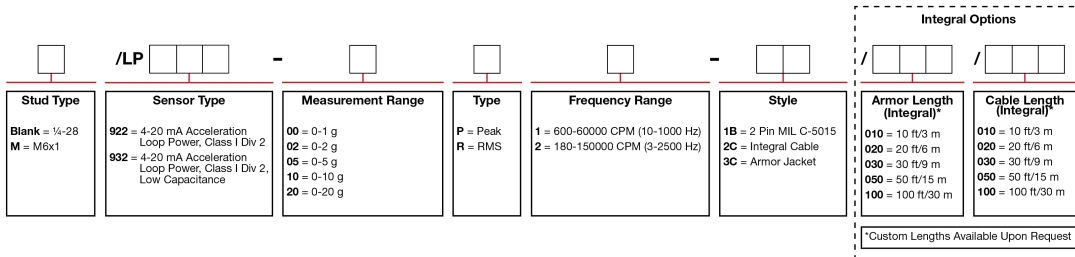 Integral Options
/LP
-
-
/
/
Stud Type
Blank = ¼-28
M = M6x1
Sensor Type
922 = 4-20 mA Acceleration
Loop Power, Class I Div 2
932 = 4-20 mA Acceleration
Loop Power, Class I Div 2,
Low Capacitance
Measurement Range
00 = 0-1 g
02 = 0-2 g
05 = 0-5 g
10 = 0-10 g
20 = 0-20 g
Type
P = Peak
R = RMS
Frequency Range
1 = 600-60000 CPM (10-1000 Hz)
2 = 180-150000 CPM (3-2500 Hz)
Style
1B = 2 Pin MIL C-5015
2C = Integral Cable
3C = Armor Jacket
Armor Length
(Integral)*
010 = 10 ft/3 m
020 = 20 ft/6 m
030 = 30 ft/9 m
050 = 50 ft/15 m
100 = 100 ft/30 m
Cable Length
(Integral)*
010 = 10 ft/3 m
020 = 20 ft/6 m
030 = 30 ft/9 m
050 = 50 ft/15 m
100 = 100 ft/30 m
*Custom Lengths Available Upon Request